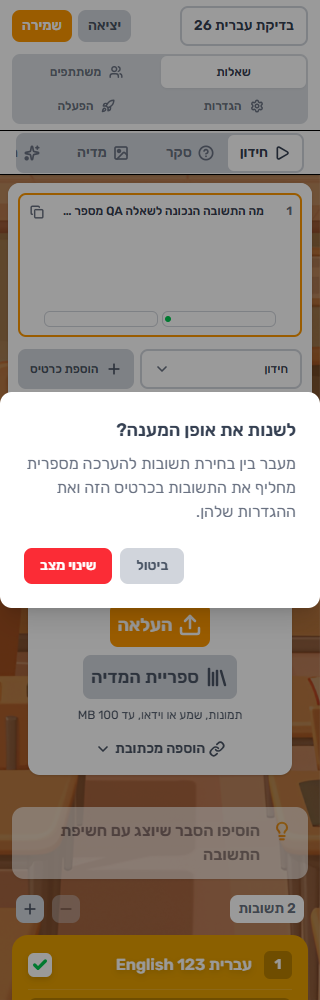 בדיקת עברית 26
יציאה
שמירה
שאלות
משתתפים
הגדרות
הפעלה
חידון
סקר
מדיה
1
מה התשובה הנכונה לשאלה QA מספר ...
חידון
הוספת כרטיס
לשנות את אופן המענה?
מעבר בין בחירת תשובות להערכה מספרית
מחליף את התשובות בכרטיס הזה ואת
ההגדרות שלהן.
ביטול
שינוי מצב
העלאה
ספריית המדיה
תמונות, שמע או וידאו, עד 100 MB
הוספה מכתובת
הוסיפו הסבר שיוצג עם חשיפת
התשובה
2 תשובות
1
עברית English 123